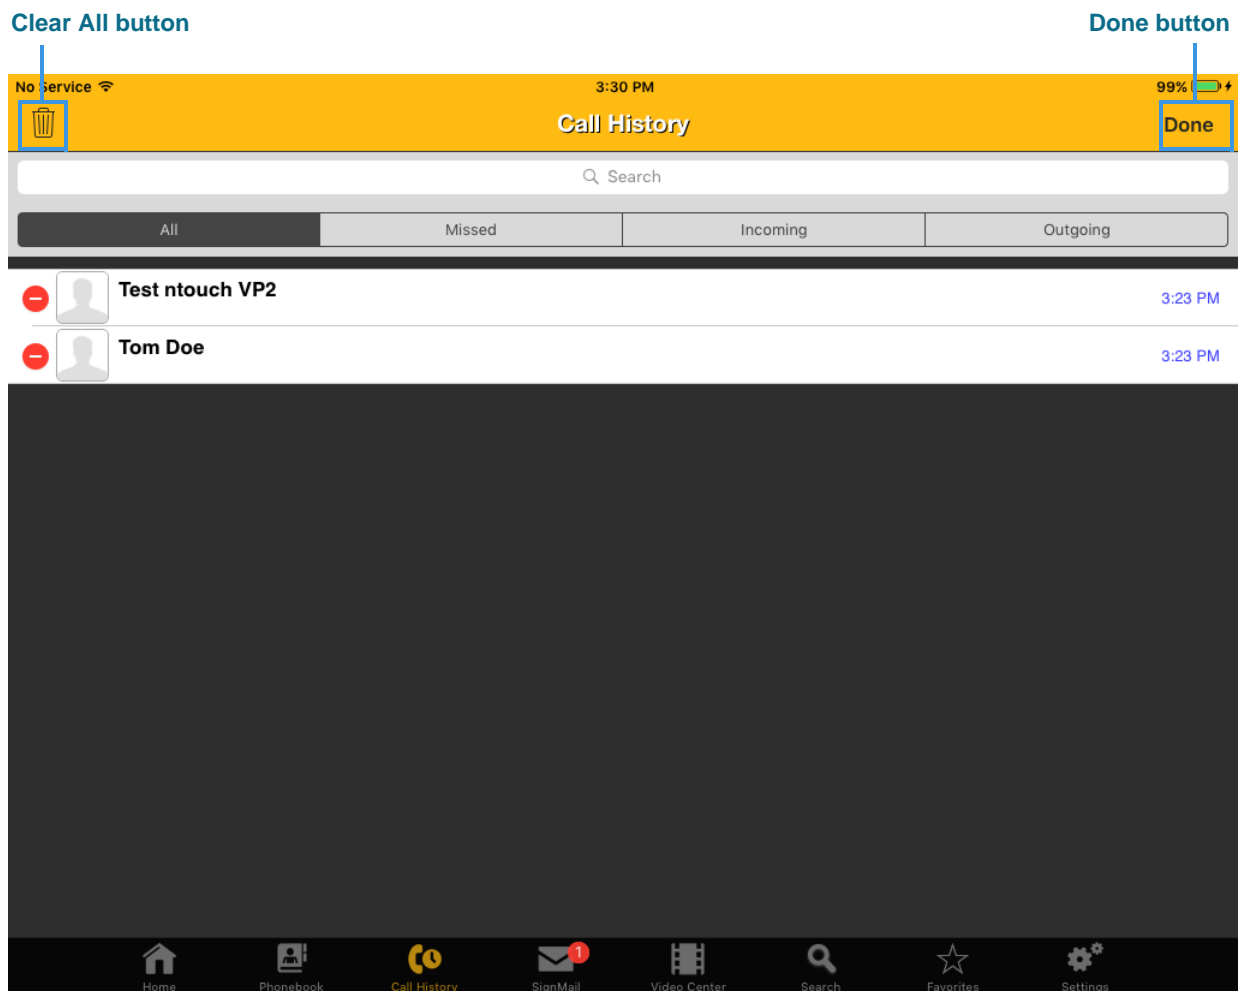 Clear All button
Done button
No Service
3:30 PM
99%
Call History
Done
Search
All
Missed
Incoming
Outgoing
Test ntouch VP2
3:23 PM
Tom Doe
3:23 PM
1
Home
Phonebook
Call History
SignMail
Video Center
Search
Favorites
Settings